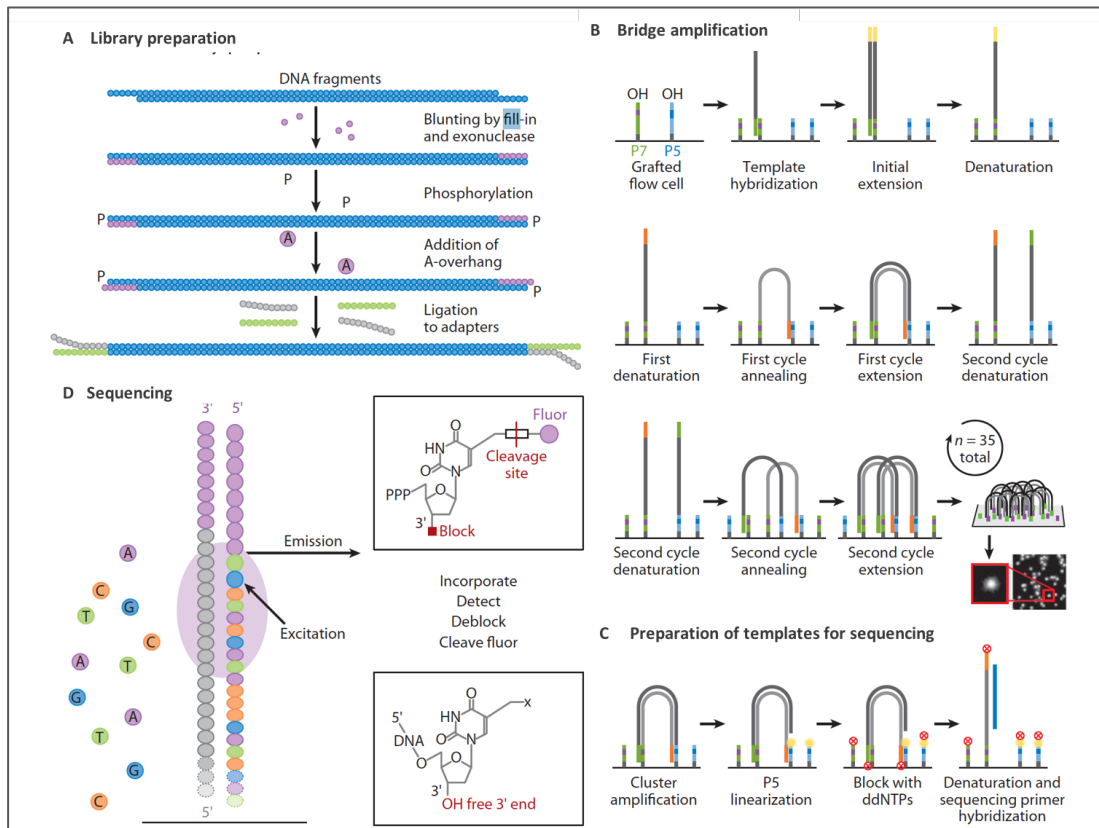 A Library preparation
DNA fragments
Blunting by fill-in
and exonuclease
P
P
Phosphorylation
P
P
A
A
Addition of
A-overhang
P
P
Ligation
to adapters
B Bridge amplification
OH OH
P7 P5
Grafted
flow cell
Template
hybridization
Initial
extension
Denaturation
First
denaturation
First cycle
annealing
First cycle
extension
Second cycle
denaturation
n = 35
total
Second cycle
denaturation
Second cycle
annealing
Second cycle
extension
C Preparation of templates for sequencing
Cluster
amplification
P5
linearization
Block with
ddNTPs
Denaturation and
sequencing primer
hybridization
D Sequencing
3' 5'
A
C
G
T
C
A
T
G
A
T
G
C
5'
Emission
Excitation
Fluor
O
HN
Cleavage
site
O
N
PPP
O
3'
Block
Incorporate
Detect
Deblock
Cleave fluor
O
x
HN
5'
O
N
DNA
O
O
OH free 3' end